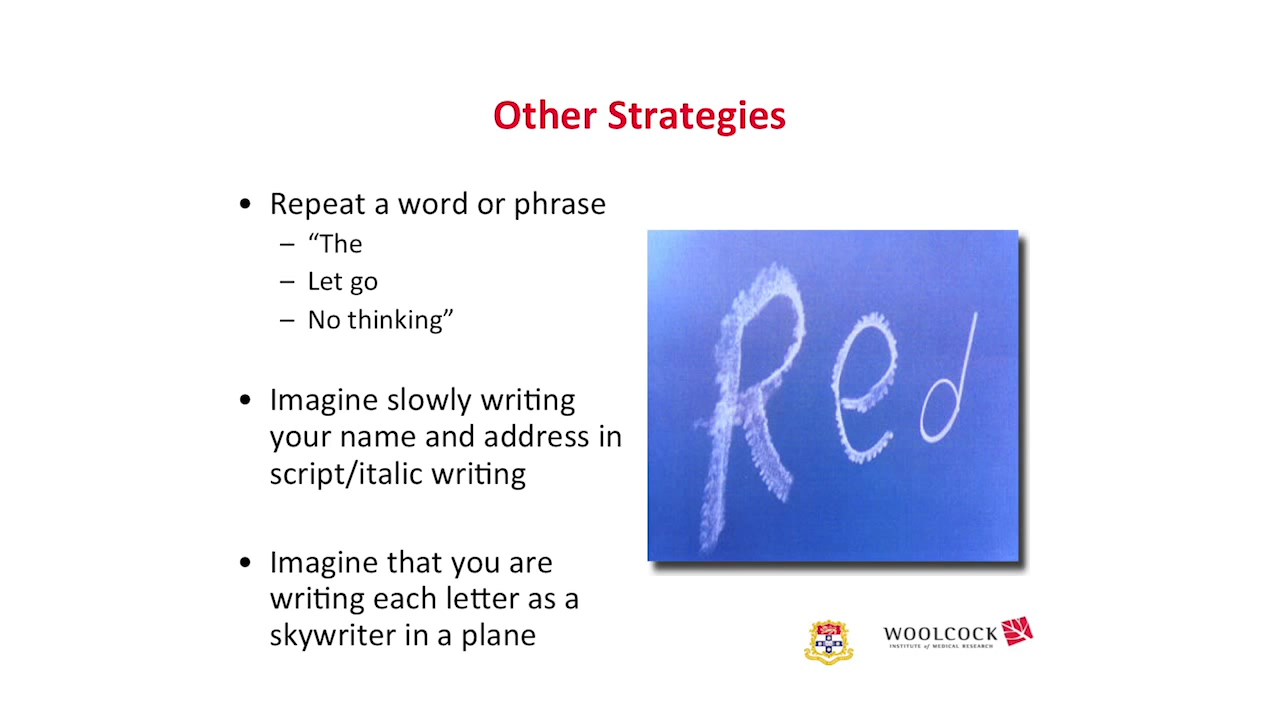 Other Strategies
• Repeat a word or phrase
– “The
– Let go
– No thinking”
• Imagine slowly writing
your name and address in
script/italic writing
• Imagine that you are
writing each letter as a
skywriter in a plane
Red
WOOLCOCK
INSTITUTE of MEDICAL RESEARCH